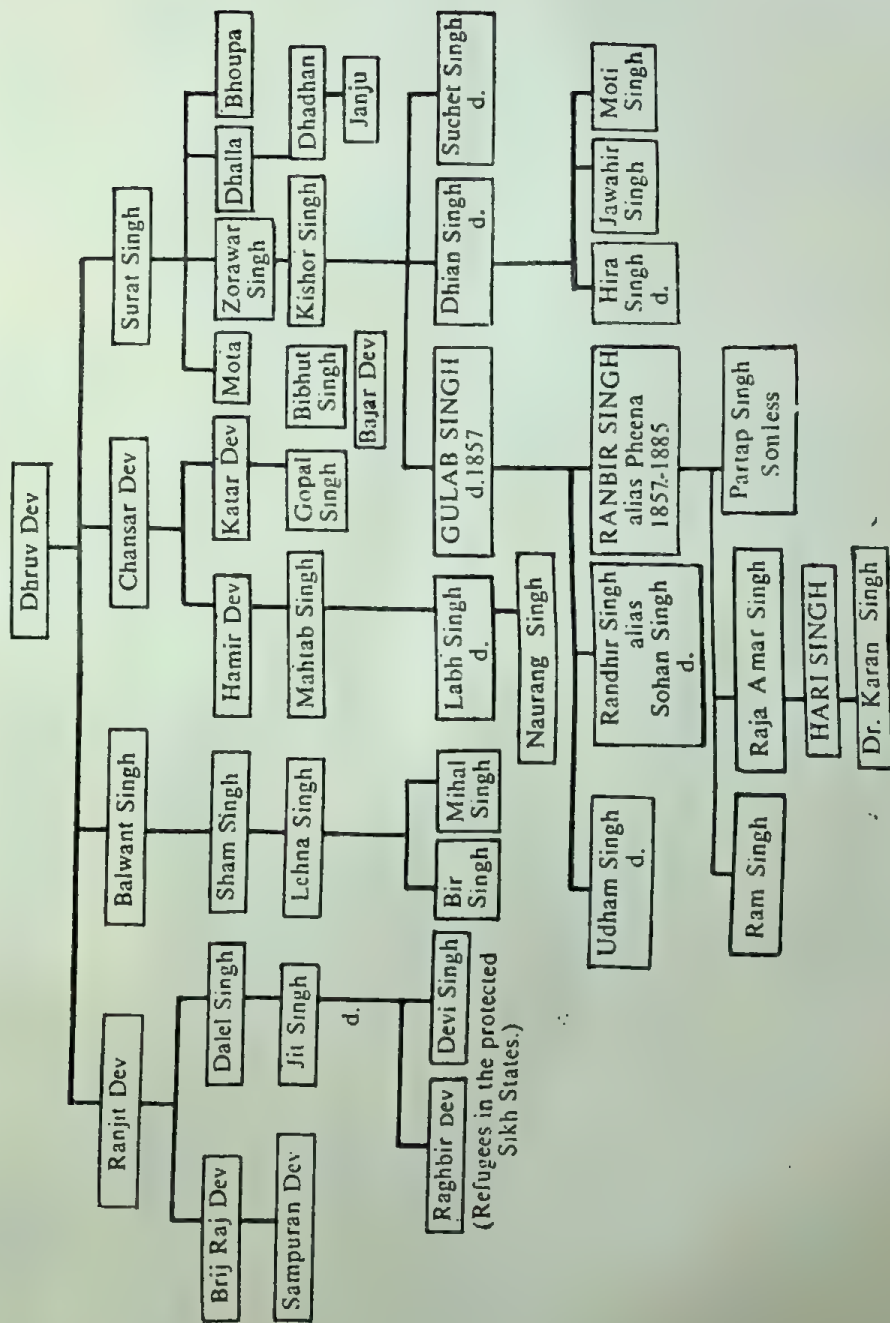 Dhruv Dev
Ranjit Dev
Balwant Singh
Chansar Dev
Surat Singh
Brij Raj Dev
Dalel Singh
Sham Singh
Hamir Dev
Katar Dev
Mota
Zorawar
Singh
Dhalla
Bhoupa
Sampuran Dev
Jit Singh
d.
Lehna Singh
Mahtab Singh
Gopal
Singh
Bibhut
Singh
Bajar Dev
Kishor Singh
Dhadhan
Janju
Raghbir Dev
Devi Singh
(Refugees in the protected
Sikh States.)
Bir
Singh
Mihal
Singh
Labh Singh
d.
Naurang Singh
GULAB SINGH
d.1857
Dhian Singh
d.
Suchet Singh
d.
Udham Singh
d.
Randhir Singh
alias
Sohan Singh
d.
RANBIR SINGH
alias Pheena
1857-1885
Hira
Singh
d.
Jawahir
Singh
Moti
Singh
Ram Singh
Raja Amar Singh
Partap Singh
Sonless
HARI SINGH
Dr. Karan Singh